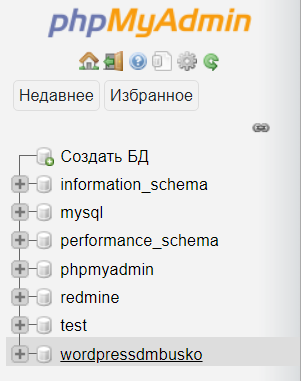 phpMyAdmin
Недавнее Избранное
Создать БД
information_schema
mysql
performance_schema
phpmyadmin
redmine
test
wordpressdmbusko